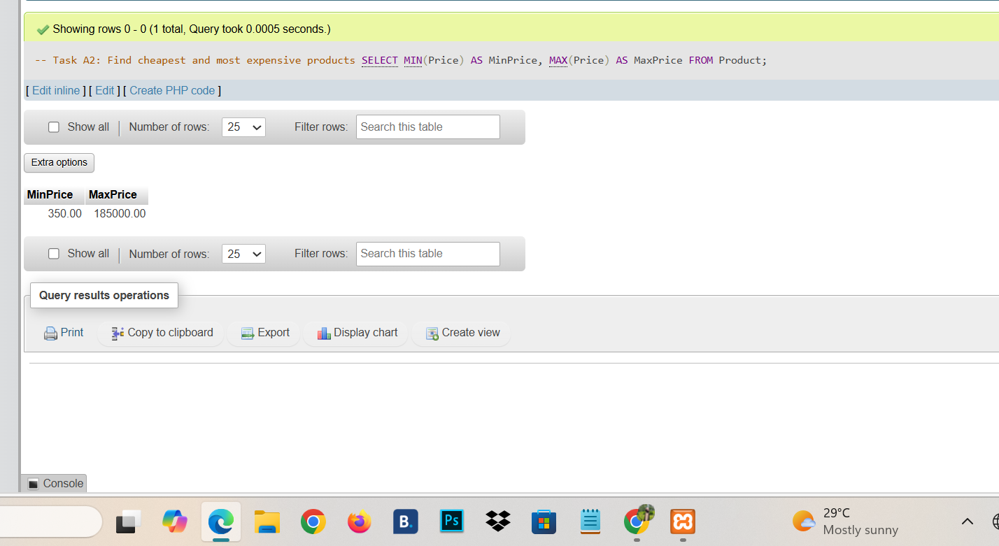 Showing rows 0 - 0 (1 total, Query took 0.0005 seconds.)
-- Task A2: Find cheapest and most expensive products SELECT MIN(Price) AS MinPrice, MAX(Price) AS MaxPrice FROM Product;
[ Edit inline ] [ Edit ] [ Create PHP code ]
Show all | Number of rows: 25 Filter rows: Search this table
Extra options
MinPrice MaxPrice
350.00 185000.00
Show all | Number of rows: 25 Filter rows: Search this table
Query results operations
Print Copy to clipboard Export Display chart Create view
Console
B. Ps
29°C
Mostly sunny